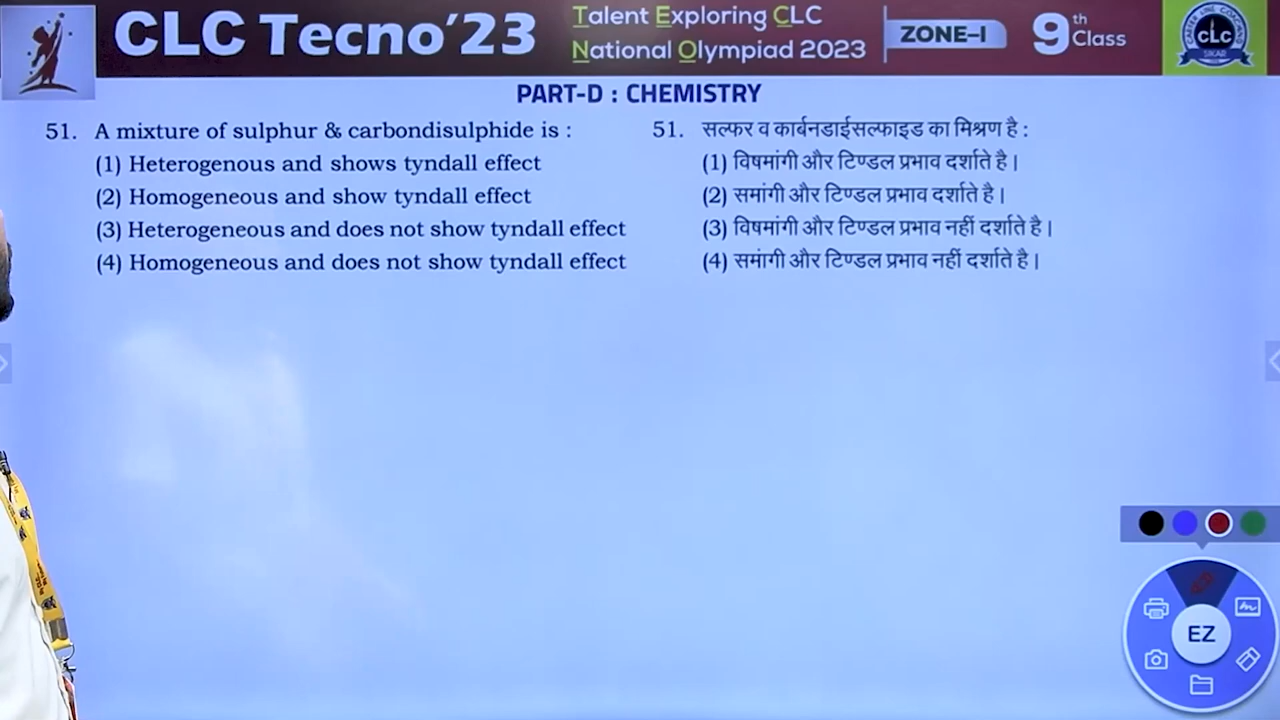 CLC Tecno'23
Talent Exploring CLC
National Olympiad 2023
ZONE–I
9th Class
CLC
SIKAR
PART-D : CHEMISTRY
51. A mixture of sulphur & carbondisulphide is :
(1) Heterogenous and shows tyndall effect
(2) Homogeneous and show tyndall effect
(3) Heterogeneous and does not show tyndall effect
(4) Homogeneous and does not show tyndall effect
51. सल्फर व कार्बनडाईसल्फाइड का मिश्रण है :
(1) विषमांगी और टिण्डल प्रभाव दर्शाते है।
(2) समांगी और टिण्डल प्रभाव दर्शाते है।
(3) विषमांगी और टिण्डल प्रभाव नहीं दर्शाते है।
(4) समांगी और टिण्डल प्रभाव नहीं दर्शाते है।
EZ